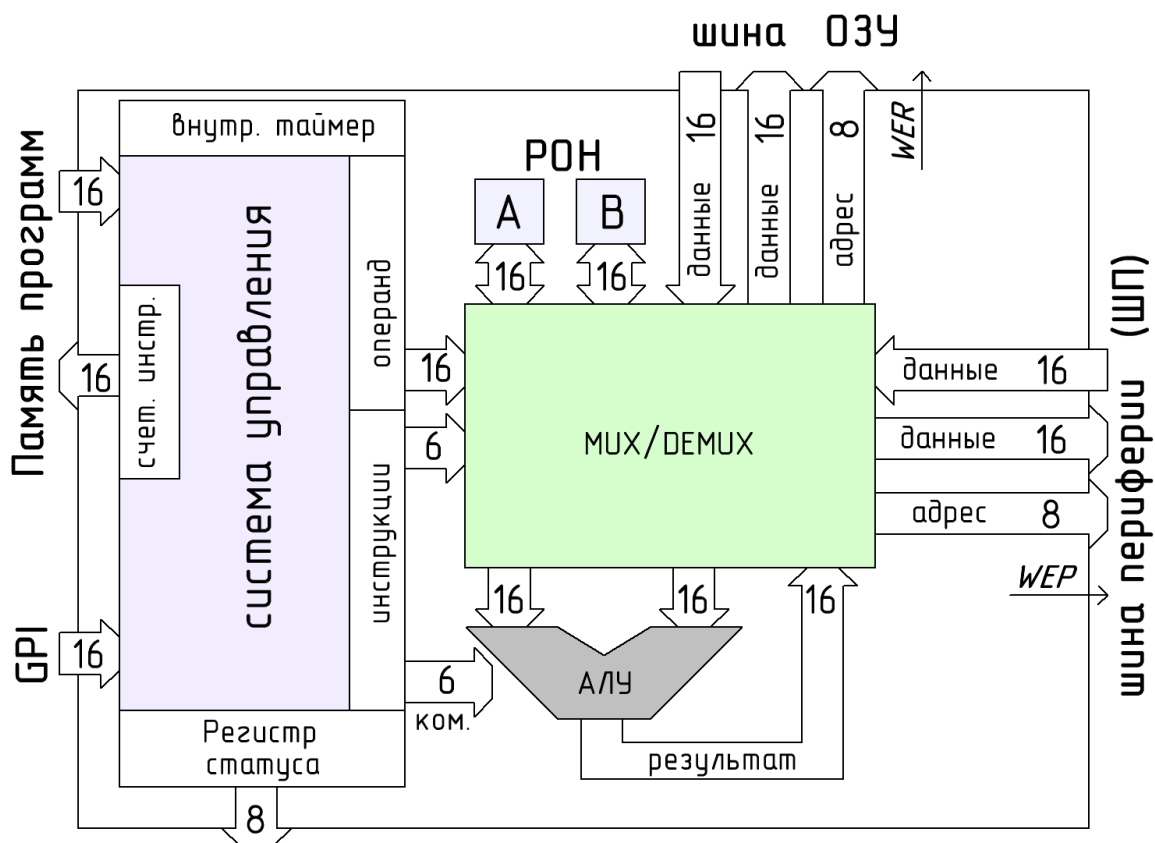 шина ОЗУ
внутр. таймер
Память программ
16
система управления
счет. инстр.
16
операнд
16
инструкции
6
GPI
16
6
ком.
Регистр
статуса
8
РОН
A
B
16
16
данные 16
данные 16
адрес 8
WER
MUX/DEMUX
данные 16
данные 16
адрес 8
WEP
шина периферии (ШП)
16
16
16
АЛУ
результат